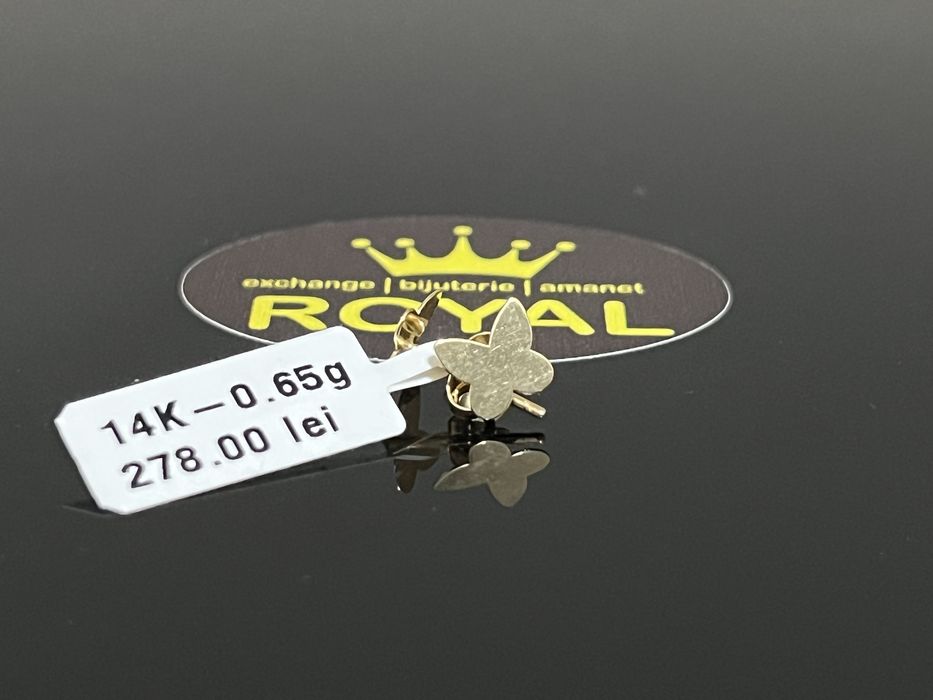 exchange | bijuterie | amanet
ROYAL
14K-0.65g
278.00 lei